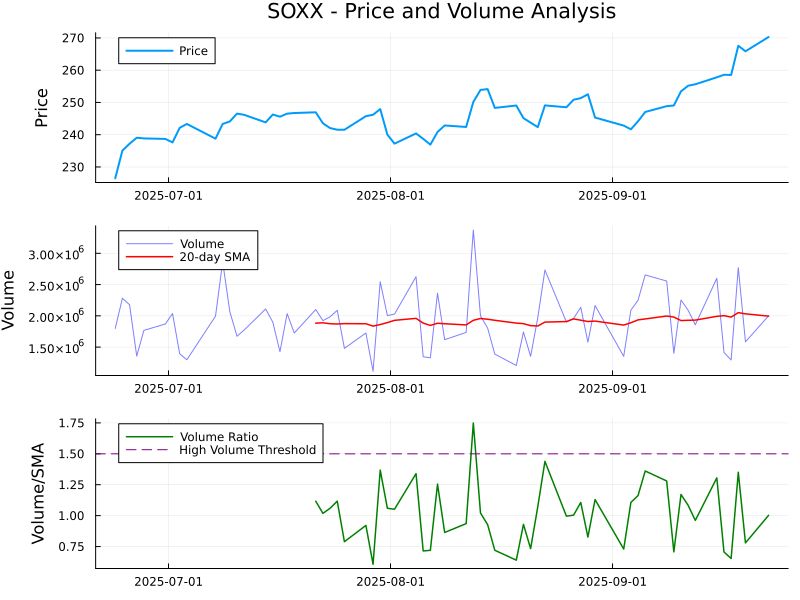 SOXX - Price and Volume Analysis
Price
270
260
250
240
230
Price
2025-07-01 2025-08-01 2025-09-01
Volume
20-day SMA
3.00×10⁶
2.50×10⁶
2.00×10⁶
1.50×10⁶
Volume
2025-07-01 2025-08-01 2025-09-01
Volume Ratio
High Volume Threshold
1.75
1.50
1.25
1.00
0.75
Volume/SMA
2025-07-01 2025-08-01 2025-09-01